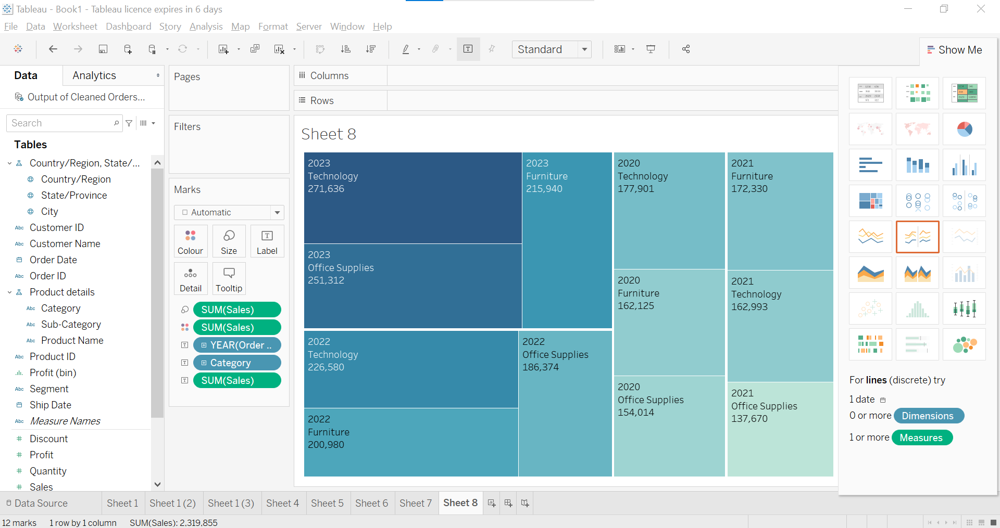 Tableau - Book1 - Tableau licence expires in 6 days
File Data Worksheet Dashboard Story Analysis Map Format Server Window Help
Standard
Show Me
Data Analytics
Output of Cleaned Orders...
Search
Tables
Country/Region, State/...
Country/Region
State/Province
City
Abc Customer ID
Abc Customer Name
Order Date
Abc Order ID
Product details
Abc Category
Abc Sub-Category
Abc Product Name
Abc Product ID
Profit (bin)
Abc Segment
Ship Date
Abc Measure Names
# Discount
# Profit
# Quantity
# Sales
Pages
Filters
Marks
Automatic
Colour Size Label
Detail Tooltip
SUM(Sales)
SUM(Sales)
YEAR(Order ..
Category
SUM(Sales)
Columns
Rows
Sheet 8
2023
Technology
271,636
2023
Office Supplies
251,312
2023
Furniture
215,940
2022
Technology
226,580
2022
Furniture
200,980
2022
Office Supplies
186,374
2020
Technology
177,901
2020
Furniture
162,125
2020
Office Supplies
154,014
2021
Furniture
172,330
2021
Technology
162,993
2021
Office Supplies
137,670
For lines (discrete) try
1 date
0 or more Dimensions
1 or more Measures
Data Source Sheet 1 Sheet 1 (2) Sheet 1 (3) Sheet 4 Sheet 5 Sheet 6 Sheet 7 Sheet 8
12 marks 1 row by 1 column SUM(Sales): 2,319,855